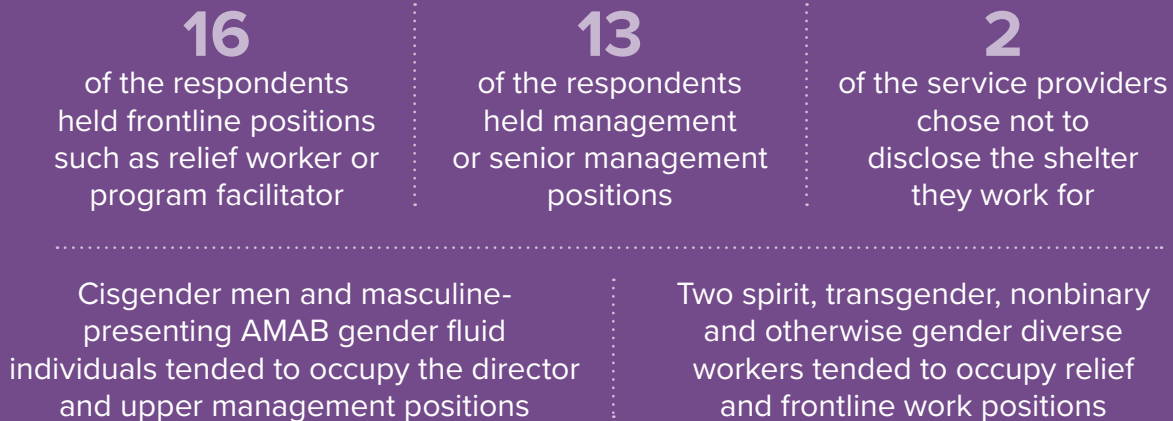 16
of the respondents
held frontline positions
such as relief worker or
program facilitator
13
of the respondents
held management
or senior management
positions
2
of the service providers
chose not to
disclose the shelter
they work for
Cisgender men and masculine-
presenting AMAB gender fluid
individuals tended to occupy the director
and upper management positions
Two spirit, transgender, nonbinary
and otherwise gender diverse
workers tended to occupy relief
and frontline work positions